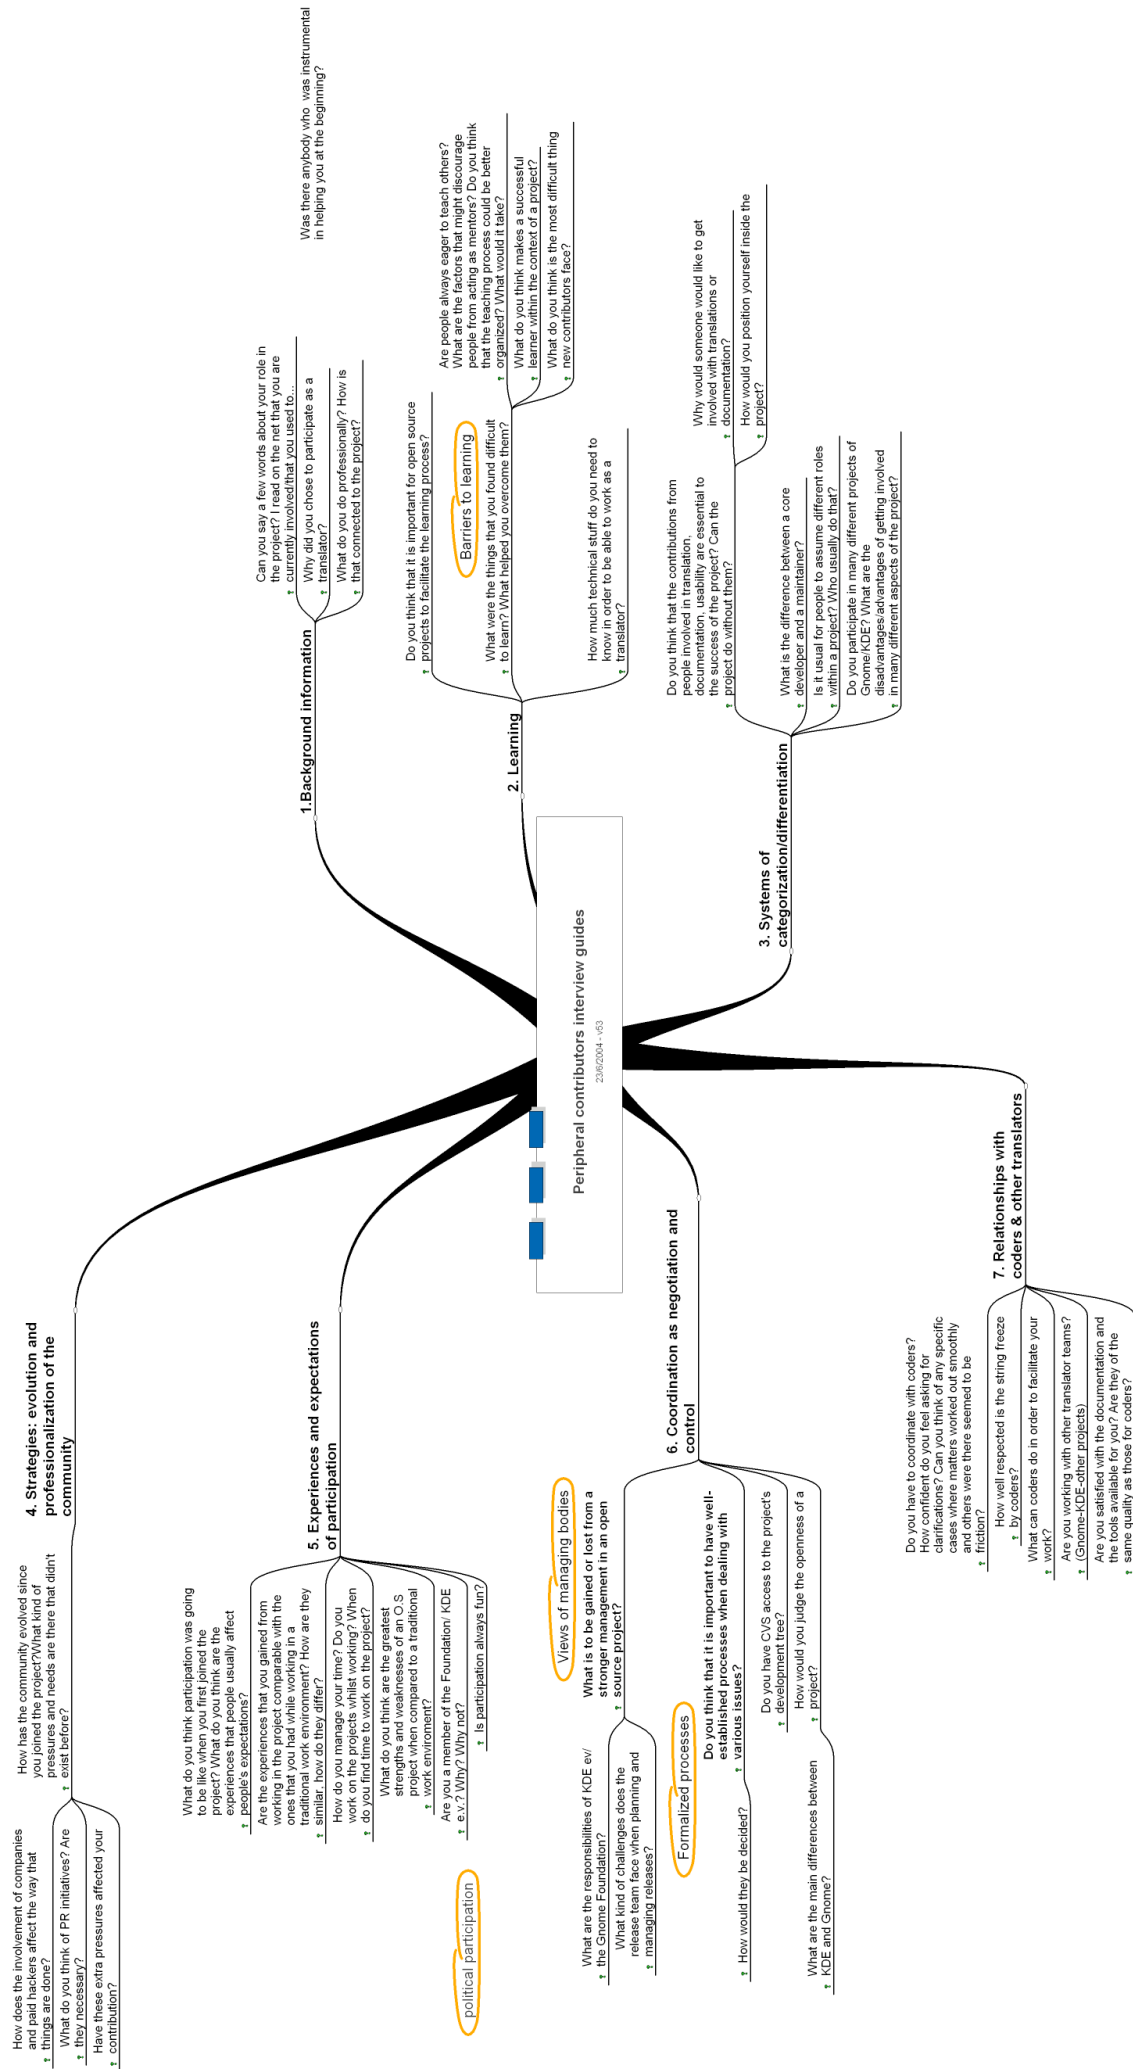 Peripheral contributors interview guides
23/6/2004 - v53
1.Background information
Can you say a few words about your role in
the project? I read on the net that you are
currently involved/that you used to...
Why did you chose to participate as a
translator?
What do you do professionally? How is
that connected to the project?
Was there anybody who was instrumental
in helping you at the beginning?
2. Learning
Do you think that it is important for open source
projects to facilitate the learning process?
Barriers to learning
What were the things that you found difficult
to learn? What helped you overcome them?
Are people always eager to teach others?
What are the factors that might discourage
people from acting as mentors? Do you think
that the teaching process could be better
organized? What would it take?
What do you think makes a successful
learner within the context of a project?
What do you think is the most difficult thing
new contributors face?
How much technical stuff do you need to
know in order to be able to work as a
translator?
3. Systems of
categorization/differentiation
Do you think that the contributions from
people involved in translation,
documentation, usability are essential to
the success of the project? Can the
project do without them?
Why would someone would like to get
involved with translations or
documentation?
How would you position yourself inside the
project?
What is the difference between a core
developer and a maintainer?
Is it usual for people to assume different roles
within a project? Who usually do that?
Do you participate in many different projects of
Gnome/KDE? What are the
disadvantages/advantages of getting involved
in many different aspects of the project?
4. Strategies: evolution and
professionalization of the
community
How has the community evolved since
you joined the project?What kind of
pressures and needs are there that didn't
exist before?
How does the involvement of companies
and paid hackers affect the way that
things are done?
What do you think of PR initiatives? Are
they necessary?
Have these extra pressures affected your
contribution?
5. Experiences and expectations
of participation
What do you think participation was going
to be like when you first joined the
project? What do you think are the
experiences that people usually affect
people's expectations?
Are the experiences that you gained from
working in the project comparable with the
ones that you had while working in a
traditional work environment? How are they
similar, how do they differ?
How do you manage your time? Do you
work on the projects whilst working? When
do you find time to work on the project?
What do you think are the greatest
strengths and weaknesses of an O.S
project when compared to a traditional
work environment?
Are you a member of the Foundation/ KDE
e.v.? Why? Why not?
Is participation always fun?
political participation
6. Coordination as negotiation and
control
Views of managing bodies
What is to be gained or lost from a
stronger management in an open
source project?
What are the responsibilities of KDE ev/
the Gnome Foundation?
What kind of challenges does the
release team face when planning and
managing releases?
Formalized processes
Do you think that it is important to have well-
established processes when dealing with
various issues?
How would they be decided?
Do you have CVS access to the project's
development tree?
How would you judge the openness of a
project?
What are the main differences between
KDE and Gnome?
7. Relationships with
coders & other translators
Do you have to coordinate with coders?
How confident do you feel asking for
clarifications? Can you think of any specific
cases where matters worked out smoothly
and others were there seemed to be
friction?
How well respected is the string freeze
by coders?
What can coders do in order to facilitate your
work?
Are you working with other translator teams?
(Gnome-KDE-other projects)
Are you satisfied with the documentation and
the tools available for you? Are they of the
same quality as those for coders?